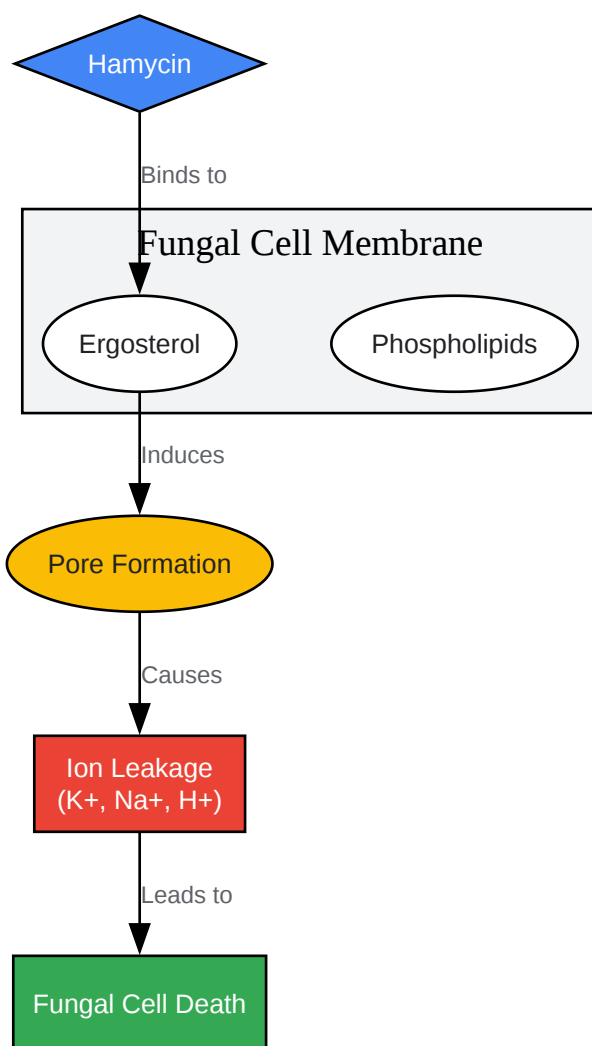 Hamycin
Binds to
Fungal Cell Membrane
Ergosterol
Phospholipids
Induces
Pore Formation
Causes
Ion Leakage
(K+, Na+, H+)
Leads to
Fungal Cell Death